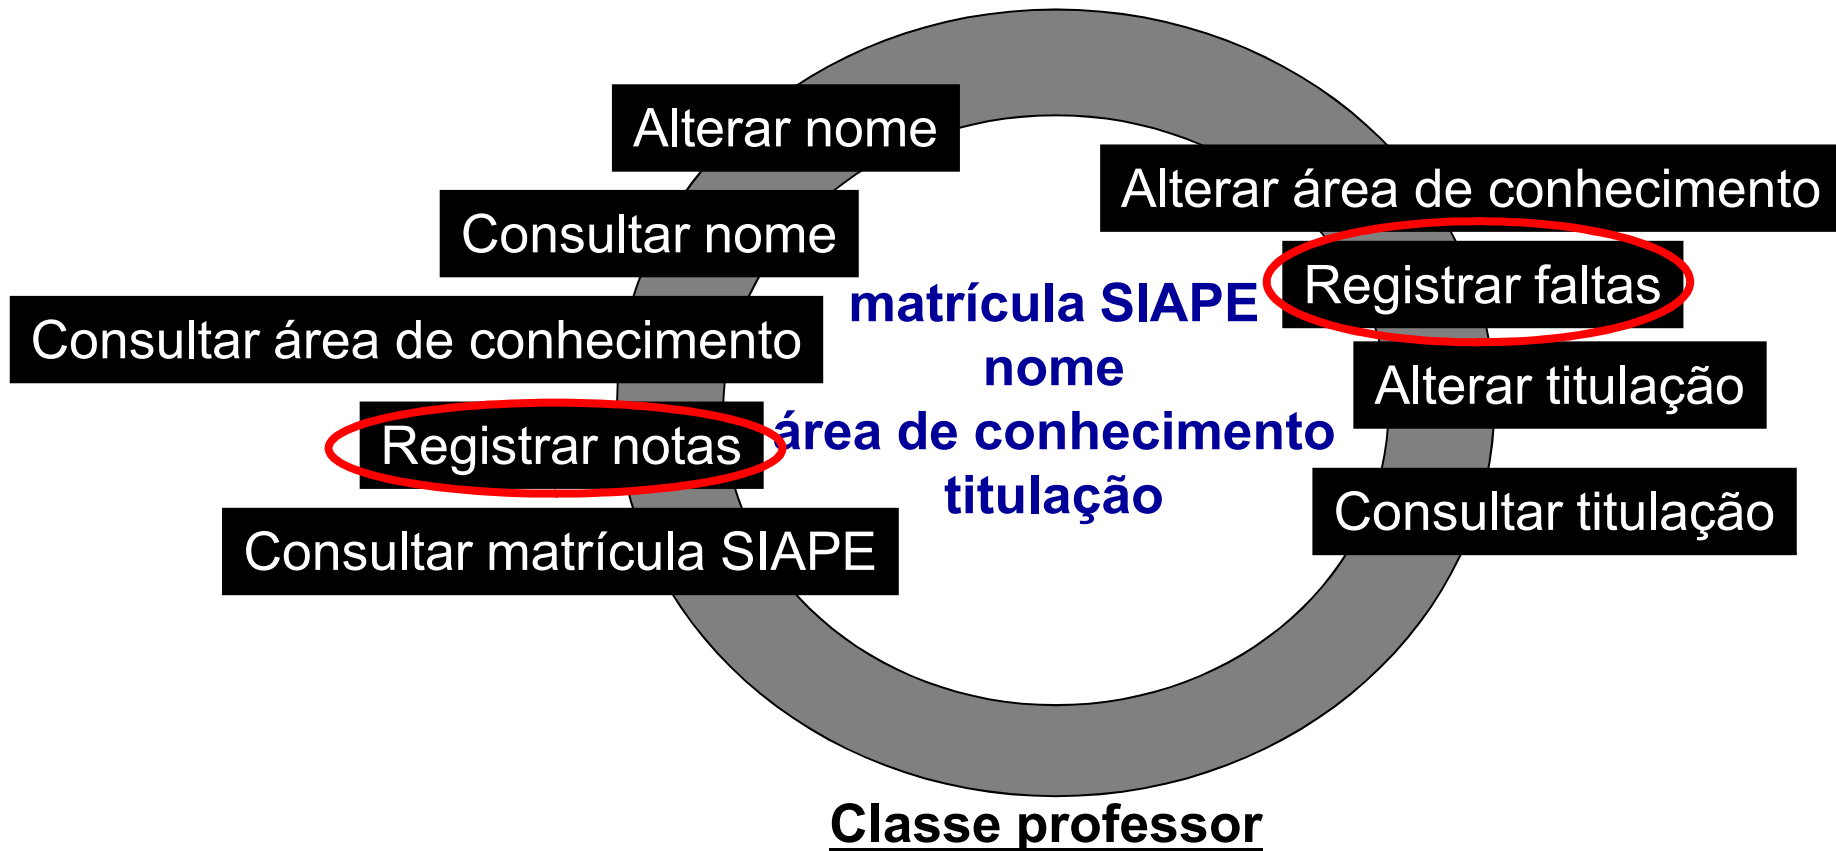 Alterar nome
Consultar nome
Consultar área de conhecimento
Registrar notas
Consultar matrícula SIAPE
matrícula SIAPE
nome
área de conhecimento
titulação
Alterar área de conhecimento
Registrar faltas
Alterar titulação
Consultar titulação
Classe professor